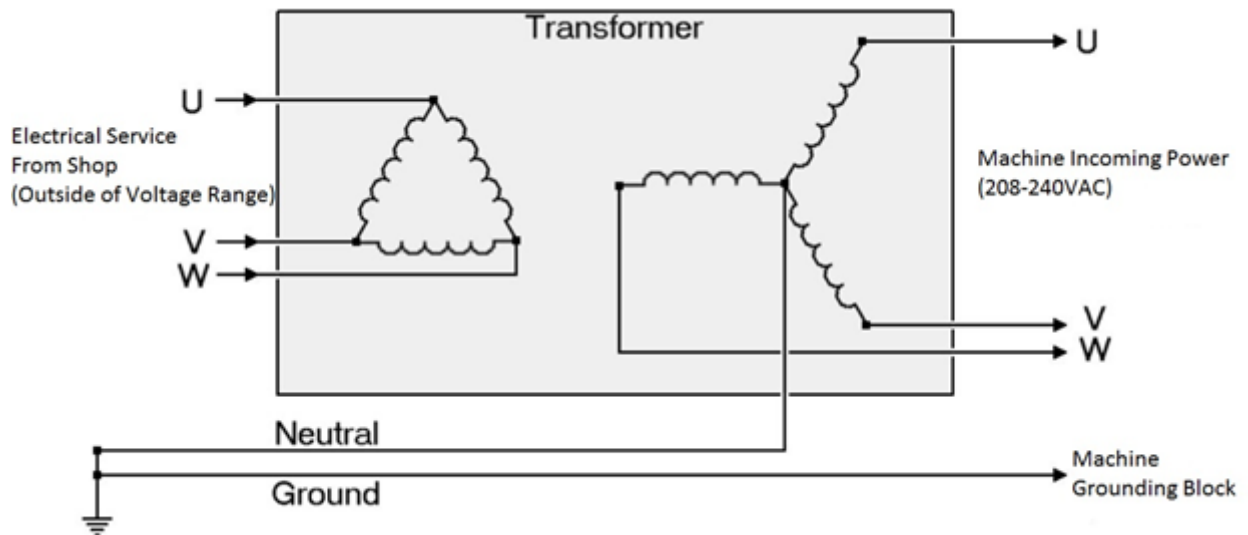 Transformer
U
Electrical Service
From Shop
(Outside of Voltage Range)
V
W
U
Machine Incoming Power
(208-240VAC)
V
W
Neutral
Ground
Machine
Grounding Block